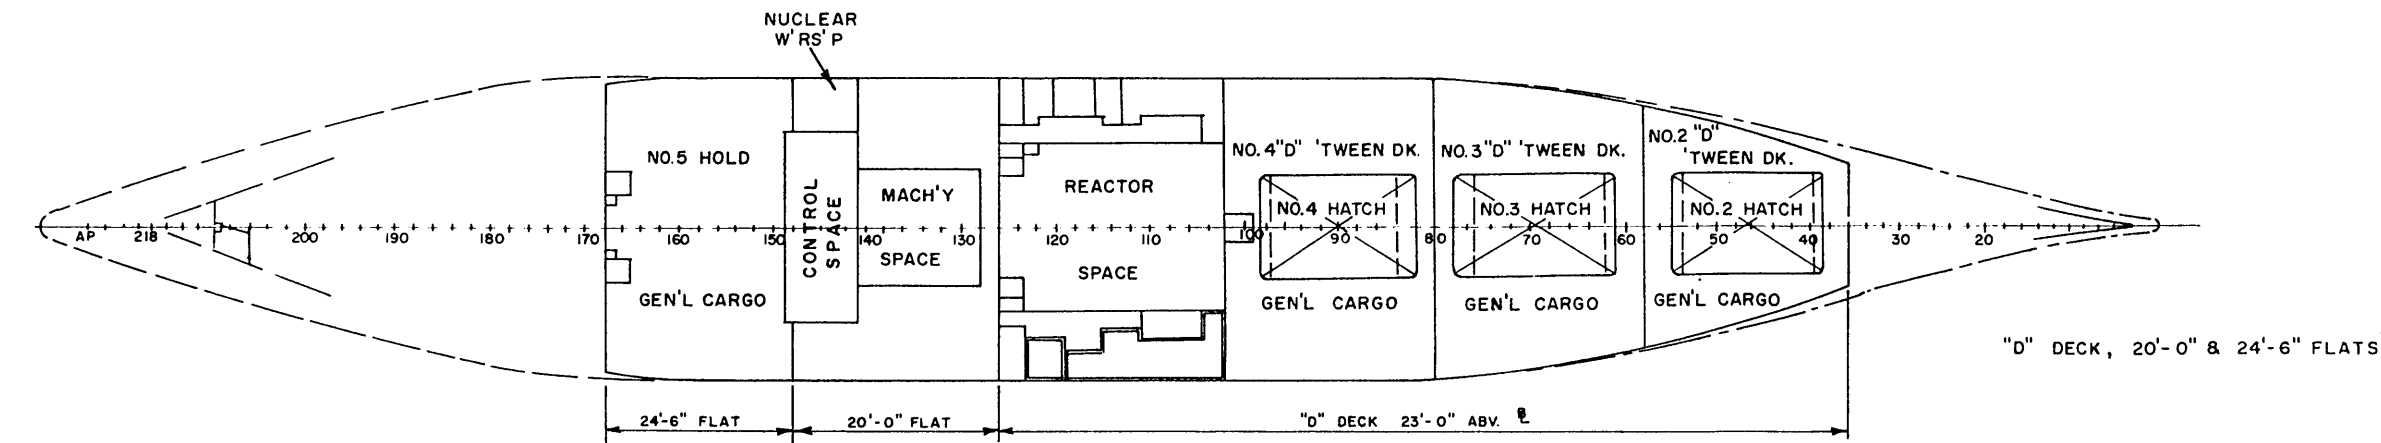 NUCLEAR
W'RS'P
NO.2 "D"
'TWEEN DK.
NO.4 "D" 'TWEEN DK.
NO.3 "D" 'TWEEN DK.
NO.5 HOLD
REACTOR
MACH'Y
CONTROL
SPACE
NO.4 HATCH
NO.3 HATCH
NO.2 HATCH
AP 218 200 190 180 170 160 150 140 130 120 110 100 90 80 70 60 50 40 30 20
SPACE
SPACE
GEN'L CARGO
GEN'L CARGO
GEN'L CARGO
GEN'L CARGO
"D" DECK, 20'-0" & 24'-6" FLATS
24'-6" FLAT
20'-0" FLAT
"D" DECK 23'-0" ABV. ℄